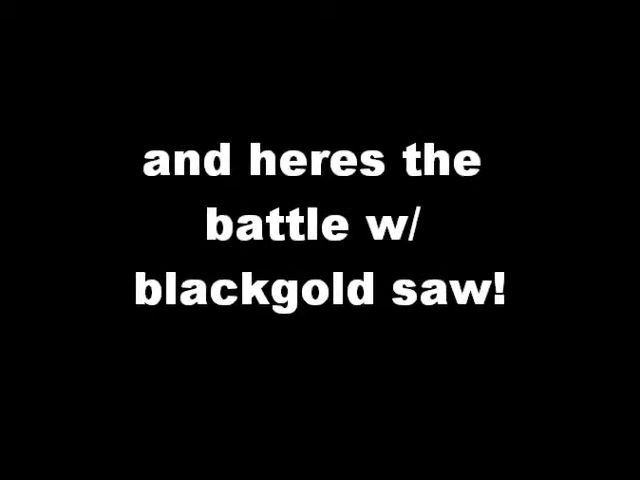 and heres the
battle w/
blackgold saw!